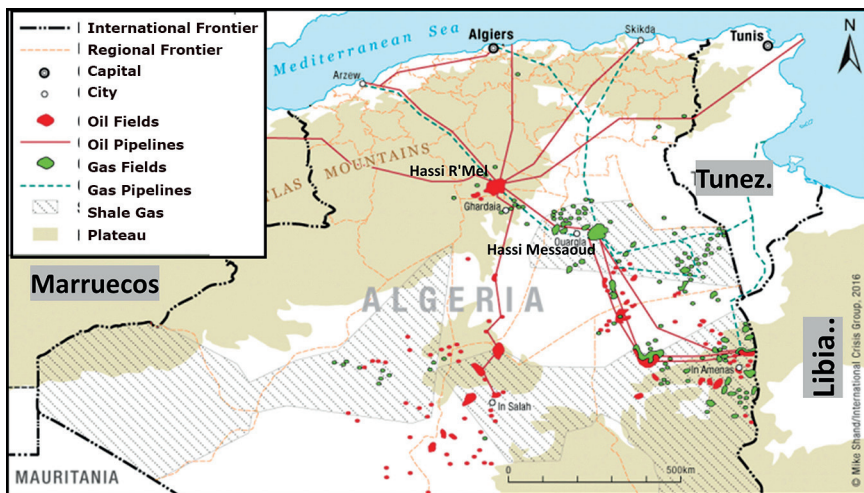 International Frontier
Regional Frontier
Capital
City
Oil Fields
Oil Pipelines
Gas Fields
Gas Pipelines
Shale Gas
Plateau
Mediterranean Sea
Algiers
Skikda
Tunis
N
Arzew
ATLAS MOUNTAINS
Hassi R'Mel
Ghardaia
Ouargla
Hassi Messaoud
Tunez.
Marruecos
ALGERIA
Libia..
In Amenas
In Salah
MAURITANIA
0
500km
© Mike Shand/International Crisis Group, 2016